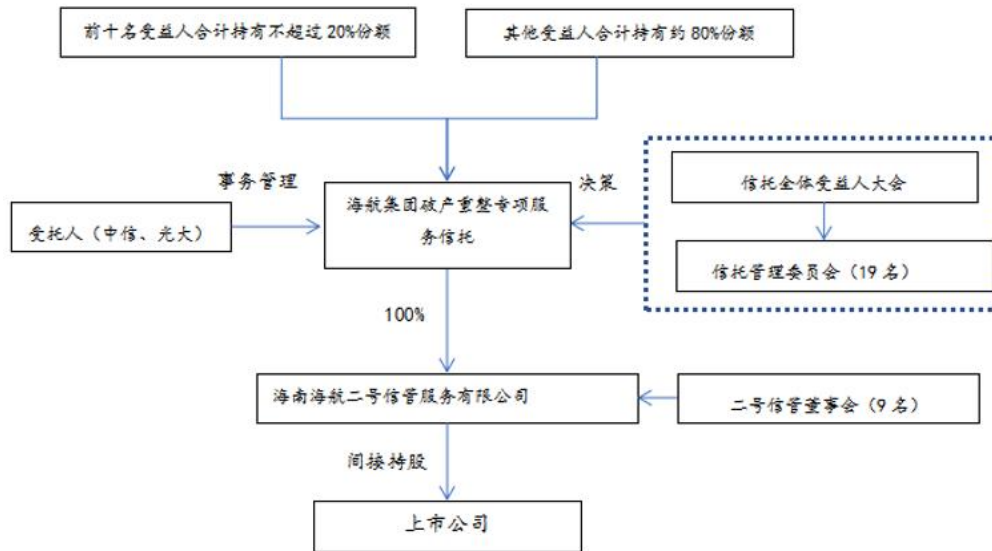 前十名受益人合计持有不超过 20%份额
其他受益人合计持有约 80%份额
事务管理
决策
信托全体受益人大会
海航集团破产重整专项服
务信托
受托人（中信、光大）
信托管理委员会（19 名）
100%
海南海航二号信管服务有限公司
二号信管董事会（9 名）
间接持股
上市公司